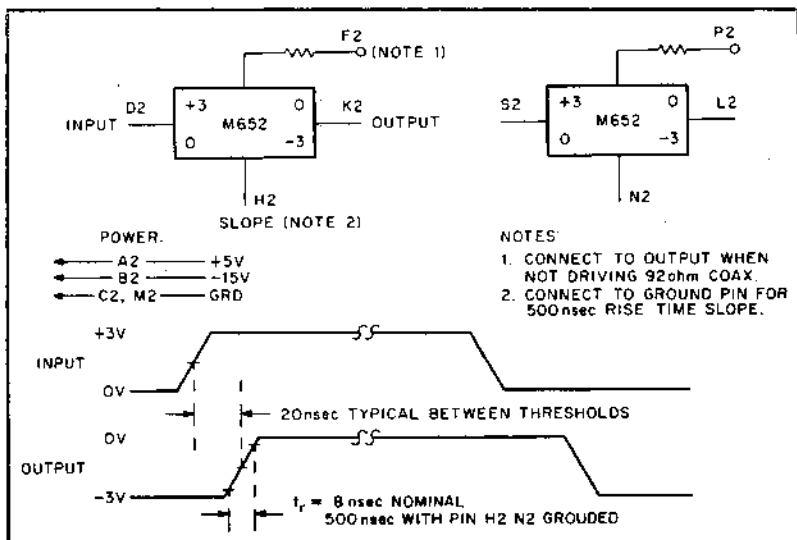 F2
(NOTE 1)
D2
INPUT
+3 0
M652
0 -3
K2
OUTPUT
H2
SLOPE (NOTE 2)
P2
S2
+3 0
M652
0 -3
L2
N2
POWER.
A2 +5V
B2 -15V
C2, M2 GRD
NOTES
1. CONNECT TO OUTPUT WHEN
NOT DRIVING 92ohm COAX.
2. CONNECT TO GROUND PIN FOR
500nsec RISE TIME SLOPE.
+3V
INPUT
0V
20nsec TYPICAL BETWEEN THRESHOLDS
0V
OUTPUT
-3V
tr = 8 nsec NOMINAL
500nsec WITH PIN H2 N2 GROUNDED